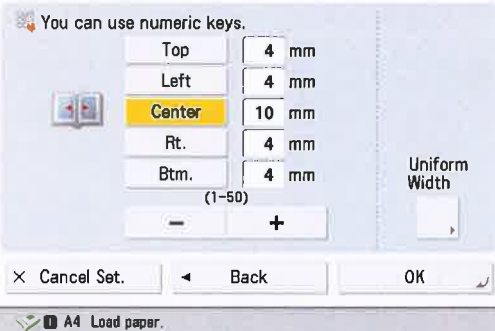 You can use numeric keys.
Top 4 mm
Left 4 mm
Center 10 mm
Rt. 4 mm
Btm. 4 mm
(1-50)
Uniform
Width
- +
× Cancel Set. ◄ Back OK
1 A4 Load paper.